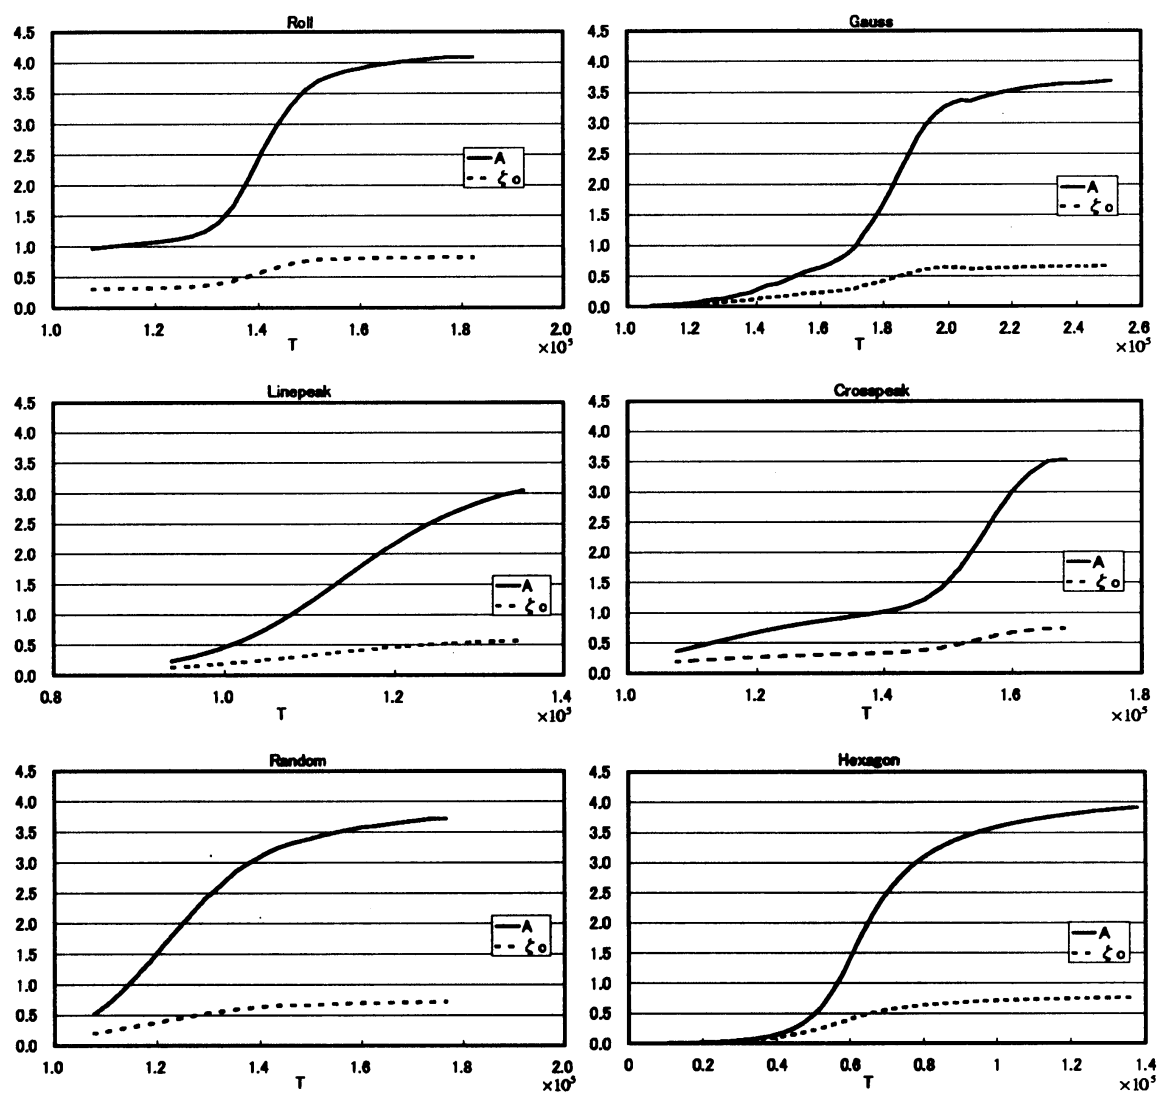 Roll
4.5
4.0
3.5
3.0
2.5
2.0
1.5
1.0
0.5
0.0
A
ζo
1.0 1.2 1.4 1.6 1.8 2.0
T
×10⁵
Gauss
4.5
4.0
3.5
3.0
2.5
2.0
1.5
1.0
0.5
0.0
A
ζo
1.0 1.2 1.4 1.6 1.8 2.0 2.2 2.4 2.6
T
×10⁵
Linepeak
4.5
4.0
3.5
3.0
2.5
2.0
1.5
1.0
0.5
0.0
A
ζo
0.8 1.0 1.2 1.4
T
×10⁵
Crosspeak
4.5
4.0
3.5
3.0
2.5
2.0
1.5
1.0
0.5
0.0
A
ζo
1.0 1.2 1.4 1.6 1.8
T
×10⁵
Random
4.5
4.0
3.5
3.0
2.5
2.0
1.5
1.0
0.5
0.0
A
ζo
1.0 1.2 1.4 1.6 1.8 2.0
T
×10⁵
Hexagon
4.5
4.0
3.5
3.0
2.5
2.0
1.5
1.0
0.5
0.0
A
ζo
0 0.2 0.4 0.6 0.8 1 1.2 1.4
T
×10⁵